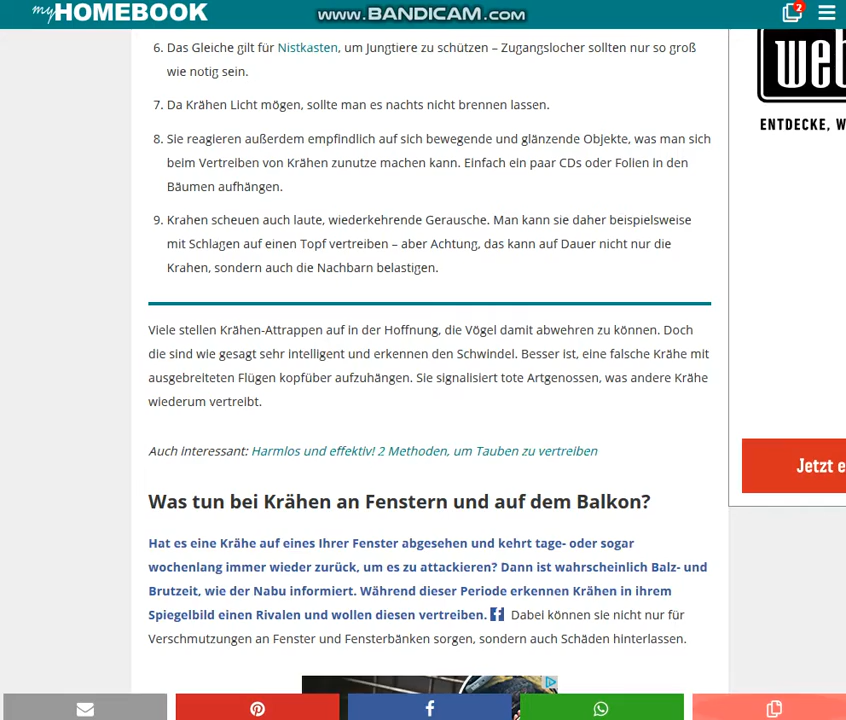 myHOMEBOOK
www.BANDICAM.com
2
6. Das Gleiche gilt für Nistkasten, um Jungtiere zu schützen – Zugangslocher sollten nur so groß
wie notig sein.
7. Da Krähen Licht mögen, sollte man es nachts nicht brennen lassen.
8. Sie reagieren außerdem empfindlich auf sich bewegende und glänzende Objekte, was man sich
beim Vertreiben von Krähen zunutze machen kann. Einfach ein paar CDs oder Folien in den
Bäumen aufhängen.
9. Krahen scheuen auch laute, wiederkehrende Gerausche. Man kann sie daher beispielsweise
mit Schlagen auf einen Topf vertreiben – aber Achtung, das kann auf Dauer nicht nur die
Krahen, sondern auch die Nachbarn belastigen.
Viele stellen Krähen-Attrappen auf in der Hoffnung, die Vögel damit abwehren zu können. Doch
die sind wie gesagt sehr intelligent und erkennen den Schwindel. Besser ist, eine falsche Krähe mit
ausgebreiteten Flügen kopfüber aufzuhängen. Sie signalisiert tote Artgenossen, was andere Krähe
wiederum vertreibt.
Auch interessant: Harmlos und effektiv! 2 Methoden, um Tauben zu vertreiben
Was tun bei Krähen an Fenstern und auf dem Balkon?
Hat es eine Krähe auf eines Ihrer Fenster abgesehen und kehrt tage- oder sogar
wochenlang immer wieder zurück, um es zu attackieren? Dann ist wahrscheinlich Balz- und
Brutzeit, wie der Nabu informiert. Während dieser Periode erkennen Krähen in ihrem
Spiegelbild einen Rivalen und wollen diesen vertreiben. Dabei können sie nicht nur für
Verschmutzungen an Fenster und Fensterbänken sorgen, sondern auch Schäden hinterlassen.
web
ENTDECKE, W
Jetzt e